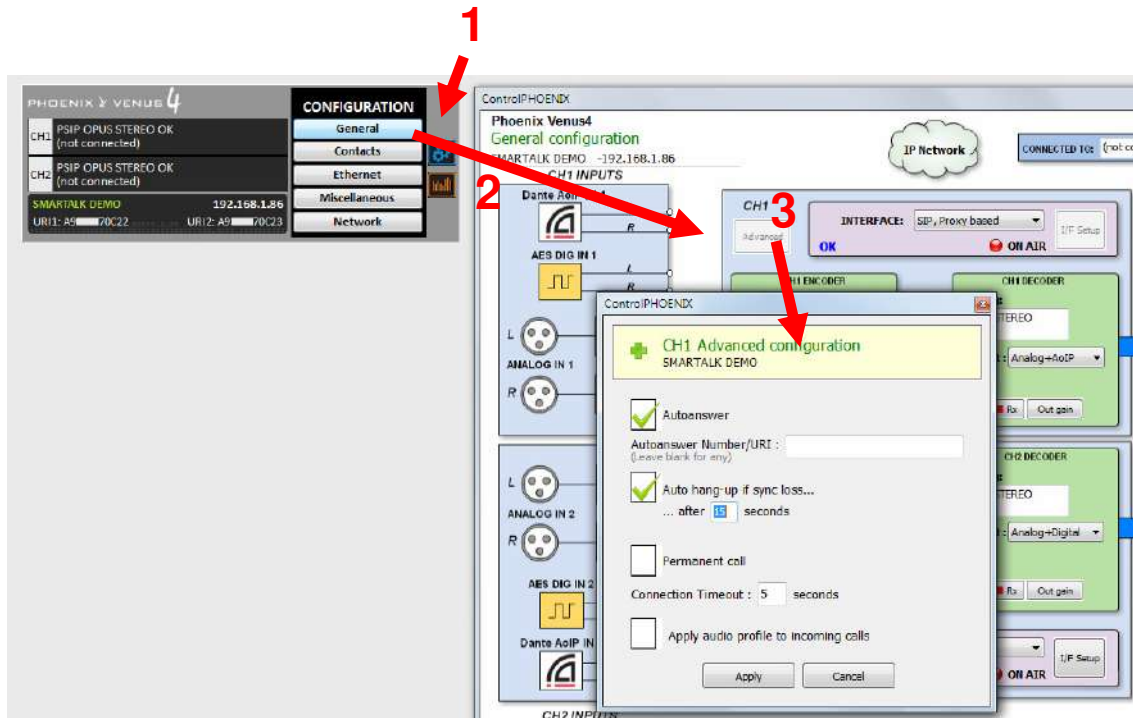 1
PHOENIX VENUS 4
CH1 PSIP OPUS STEREO OK
(not connected)
CH2 PSIP OPUS STEREO OK
(not connected)
SMARTALK DEMO 192.168.1.86
URI1: A9 70C22 URI2: A9 70C23
CONFIGURATION
General
Contacts
Ethernet
Miscellaneous
Network
2
ControlPHOENIX
Phoenix Venus4
General configuration
SMARTALK DEMO -192.168.1.86
CH1 INPUTS
IP Network
CONNECTED TO:
Dante AoIP
R
AES DIG IN 1
L
R
L
ANALOG IN 1
R
CH1
3
Advanced
INTERFACE: SIP, Proxy based
I/F Setup
OK
ON AIR
CH1 ENCODER
CH1 DECODER
STEREO
Analog+AoIP
Rx
Out gain
L
ANALOG IN 2
R
AES DIG IN 2
Dante AoIP IN
CH2 INPUTS
CH2 DECODER
STEREO
Analog+Digital
Rx
Out gain
I/F Setup
ON AIR
ControlPHOENIX
CH1 Advanced configuration
SMARTALK DEMO
Autoanswer
Autoanswer Number/URI :
(Leave blank for any)
Auto hang-up if sync loss...
... after 15 seconds
Permanent call
Connection Timeout : 5 seconds
Apply audio profile to incoming calls
Apply
Cancel